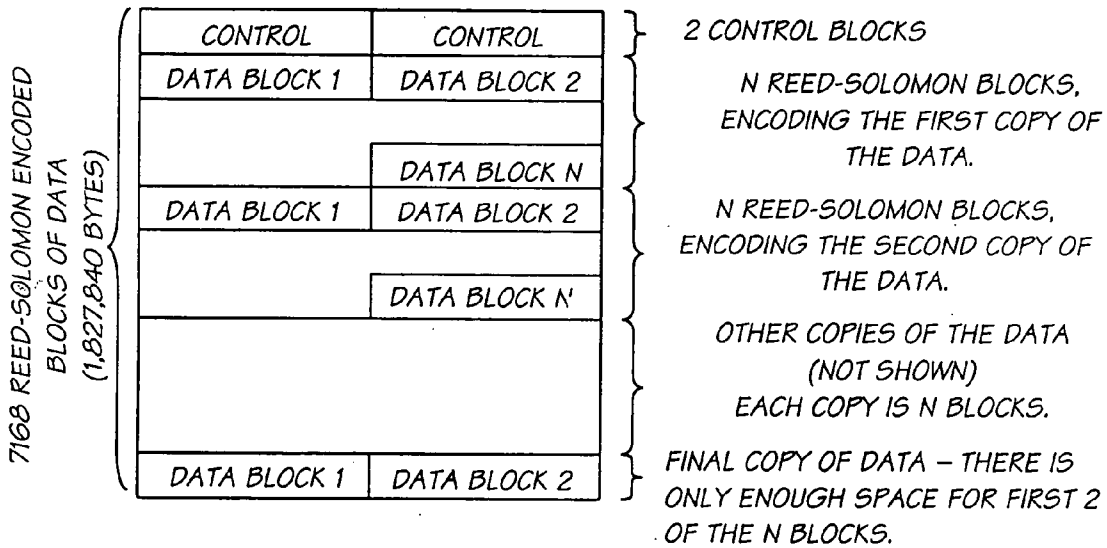 7168 REED-SOLOMON ENCODED
BLOCKS OF DATA
(1,827,840 BYTES)
CONTROL CONTROL
2 CONTROL BLOCKS
DATA BLOCK 1 DATA BLOCK 2
DATA BLOCK N
N REED-SOLOMON BLOCKS,
ENCODING THE FIRST COPY OF
THE DATA.
DATA BLOCK 1 DATA BLOCK 2
DATA BLOCK N
N REED-SOLOMON BLOCKS,
ENCODING THE SECOND COPY OF
THE DATA.
OTHER COPIES OF THE DATA
(NOT SHOWN)
EACH COPY IS N BLOCKS.
DATA BLOCK 1 DATA BLOCK 2
FINAL COPY OF DATA – THERE IS
ONLY ENOUGH SPACE FOR FIRST 2
OF THE N BLOCKS.